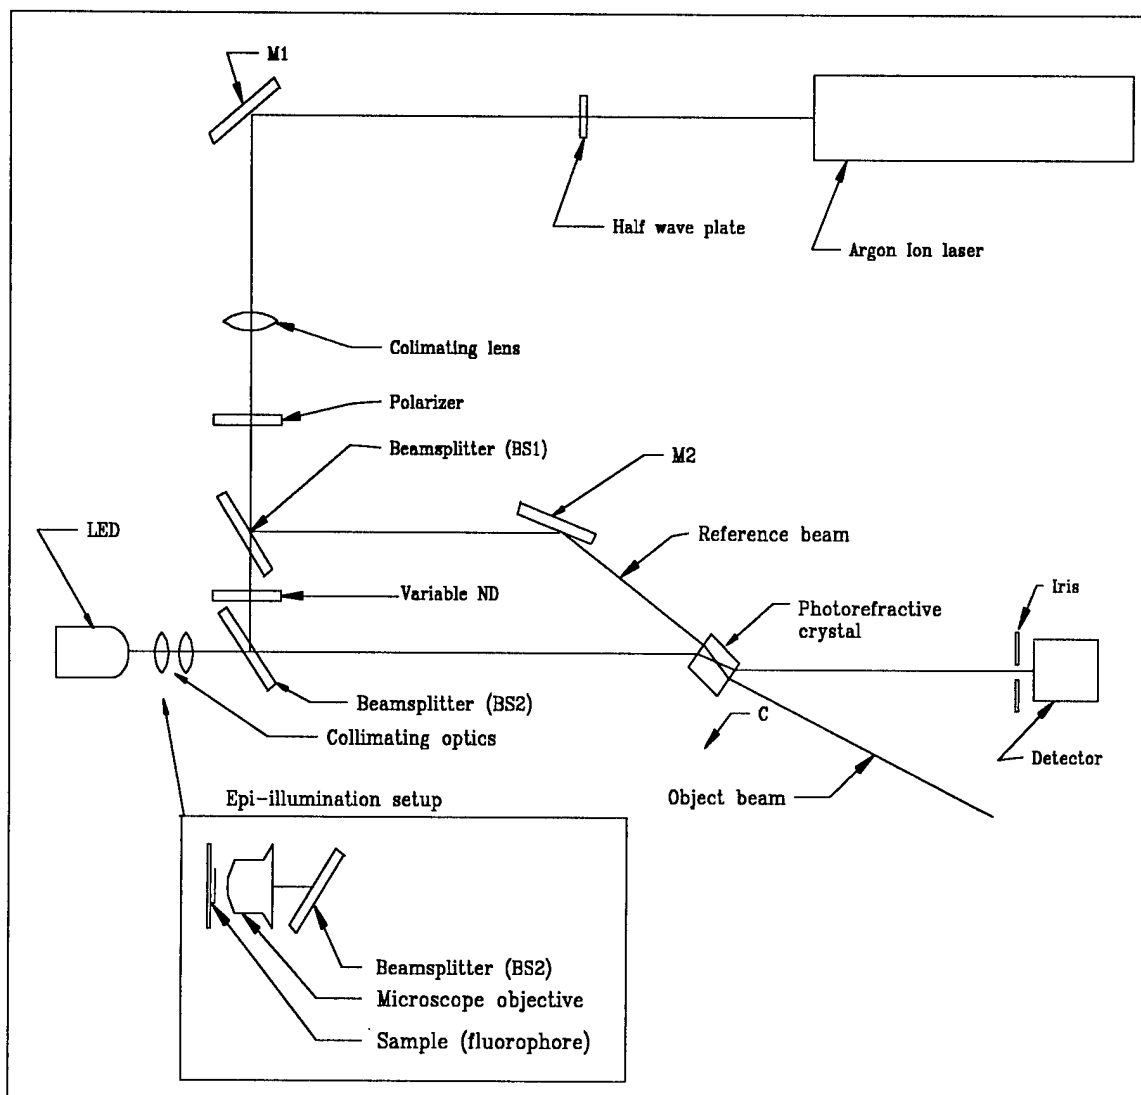 M1
Half wave plate
Argon Ion laser
Colimating lens
Polarizer
Beamsplitter (BS1)
M2
LED
Reference beam
Variable ND
Iris
Photorefractive
crystal
Beamsplitter (BS2)
C
Collimating optics
Detector
Object beam
Epi-illumination setup
Beamsplitter (BS2)
Microscope objective
Sample (fluorophore)